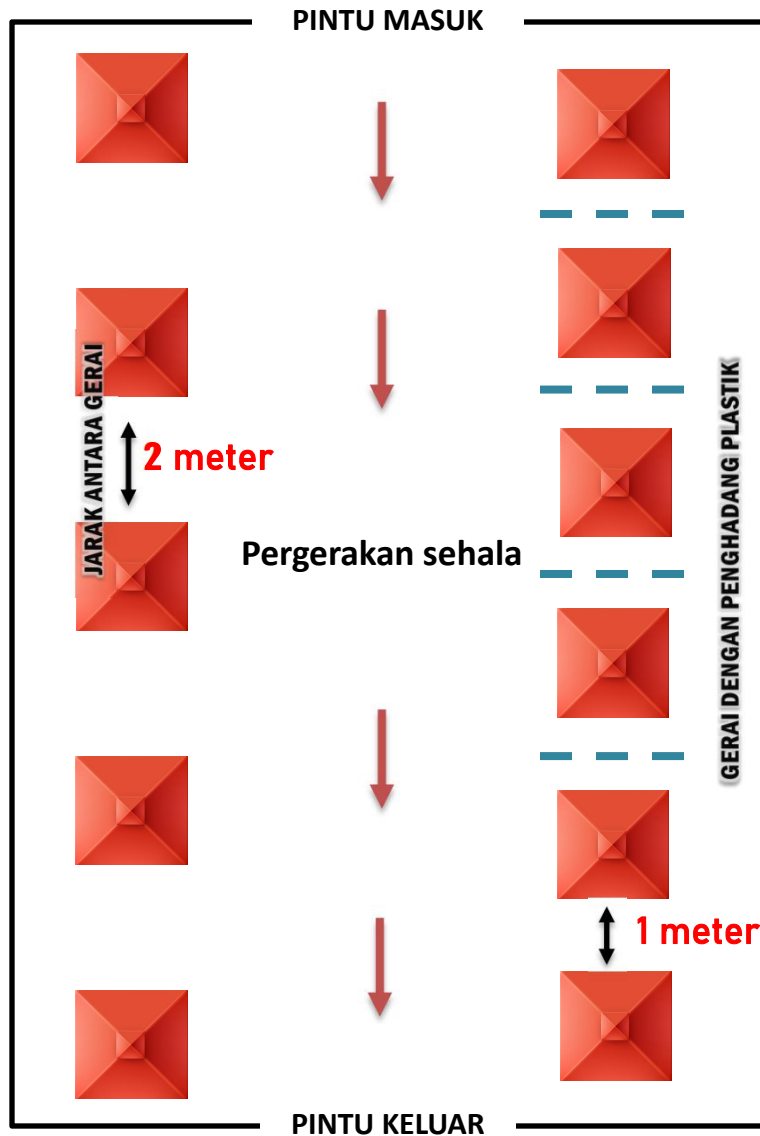 PINTU MASUK
JARAK ANTARA GERAI
2 meter
Pergerakan sehala
GERAI DENGAN PENGHADANG PLASTIK
1 meter
PINTU KELUAR